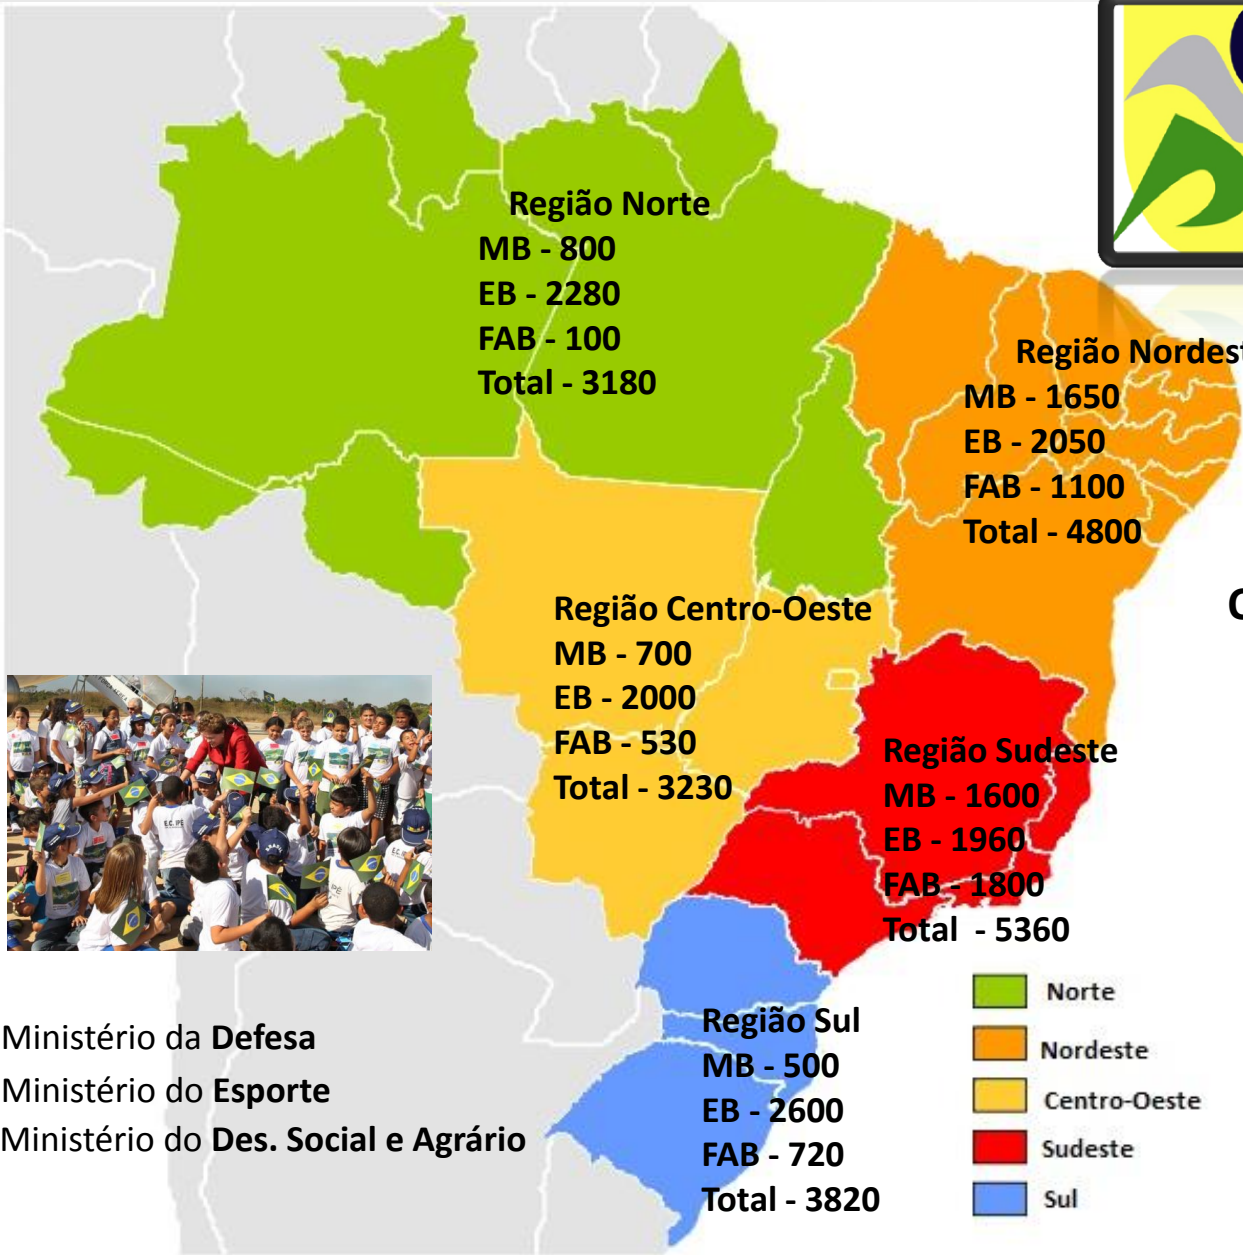 Região Norte
MB - 800
EB - 2280
FAB - 100
Total - 3180
Região Nordest
MB - 1650
EB - 2050
FAB - 1100
Total - 4800
Região Centro-Oeste
MB - 700
EB - 2000
FAB - 530
Total - 3230
Região Sudeste
MB - 1600
EB - 1960
FAB - 1800
Total - 5360
Região Sul
MB - 500
EB - 2600
FAB - 720
Total - 3820
Ministério da Defesa
Ministério do Esporte
Ministério do Des. Social e Agrário
Norte
Nordeste
Centro-Oeste
Sudeste
Sul
E.C. IPÊ